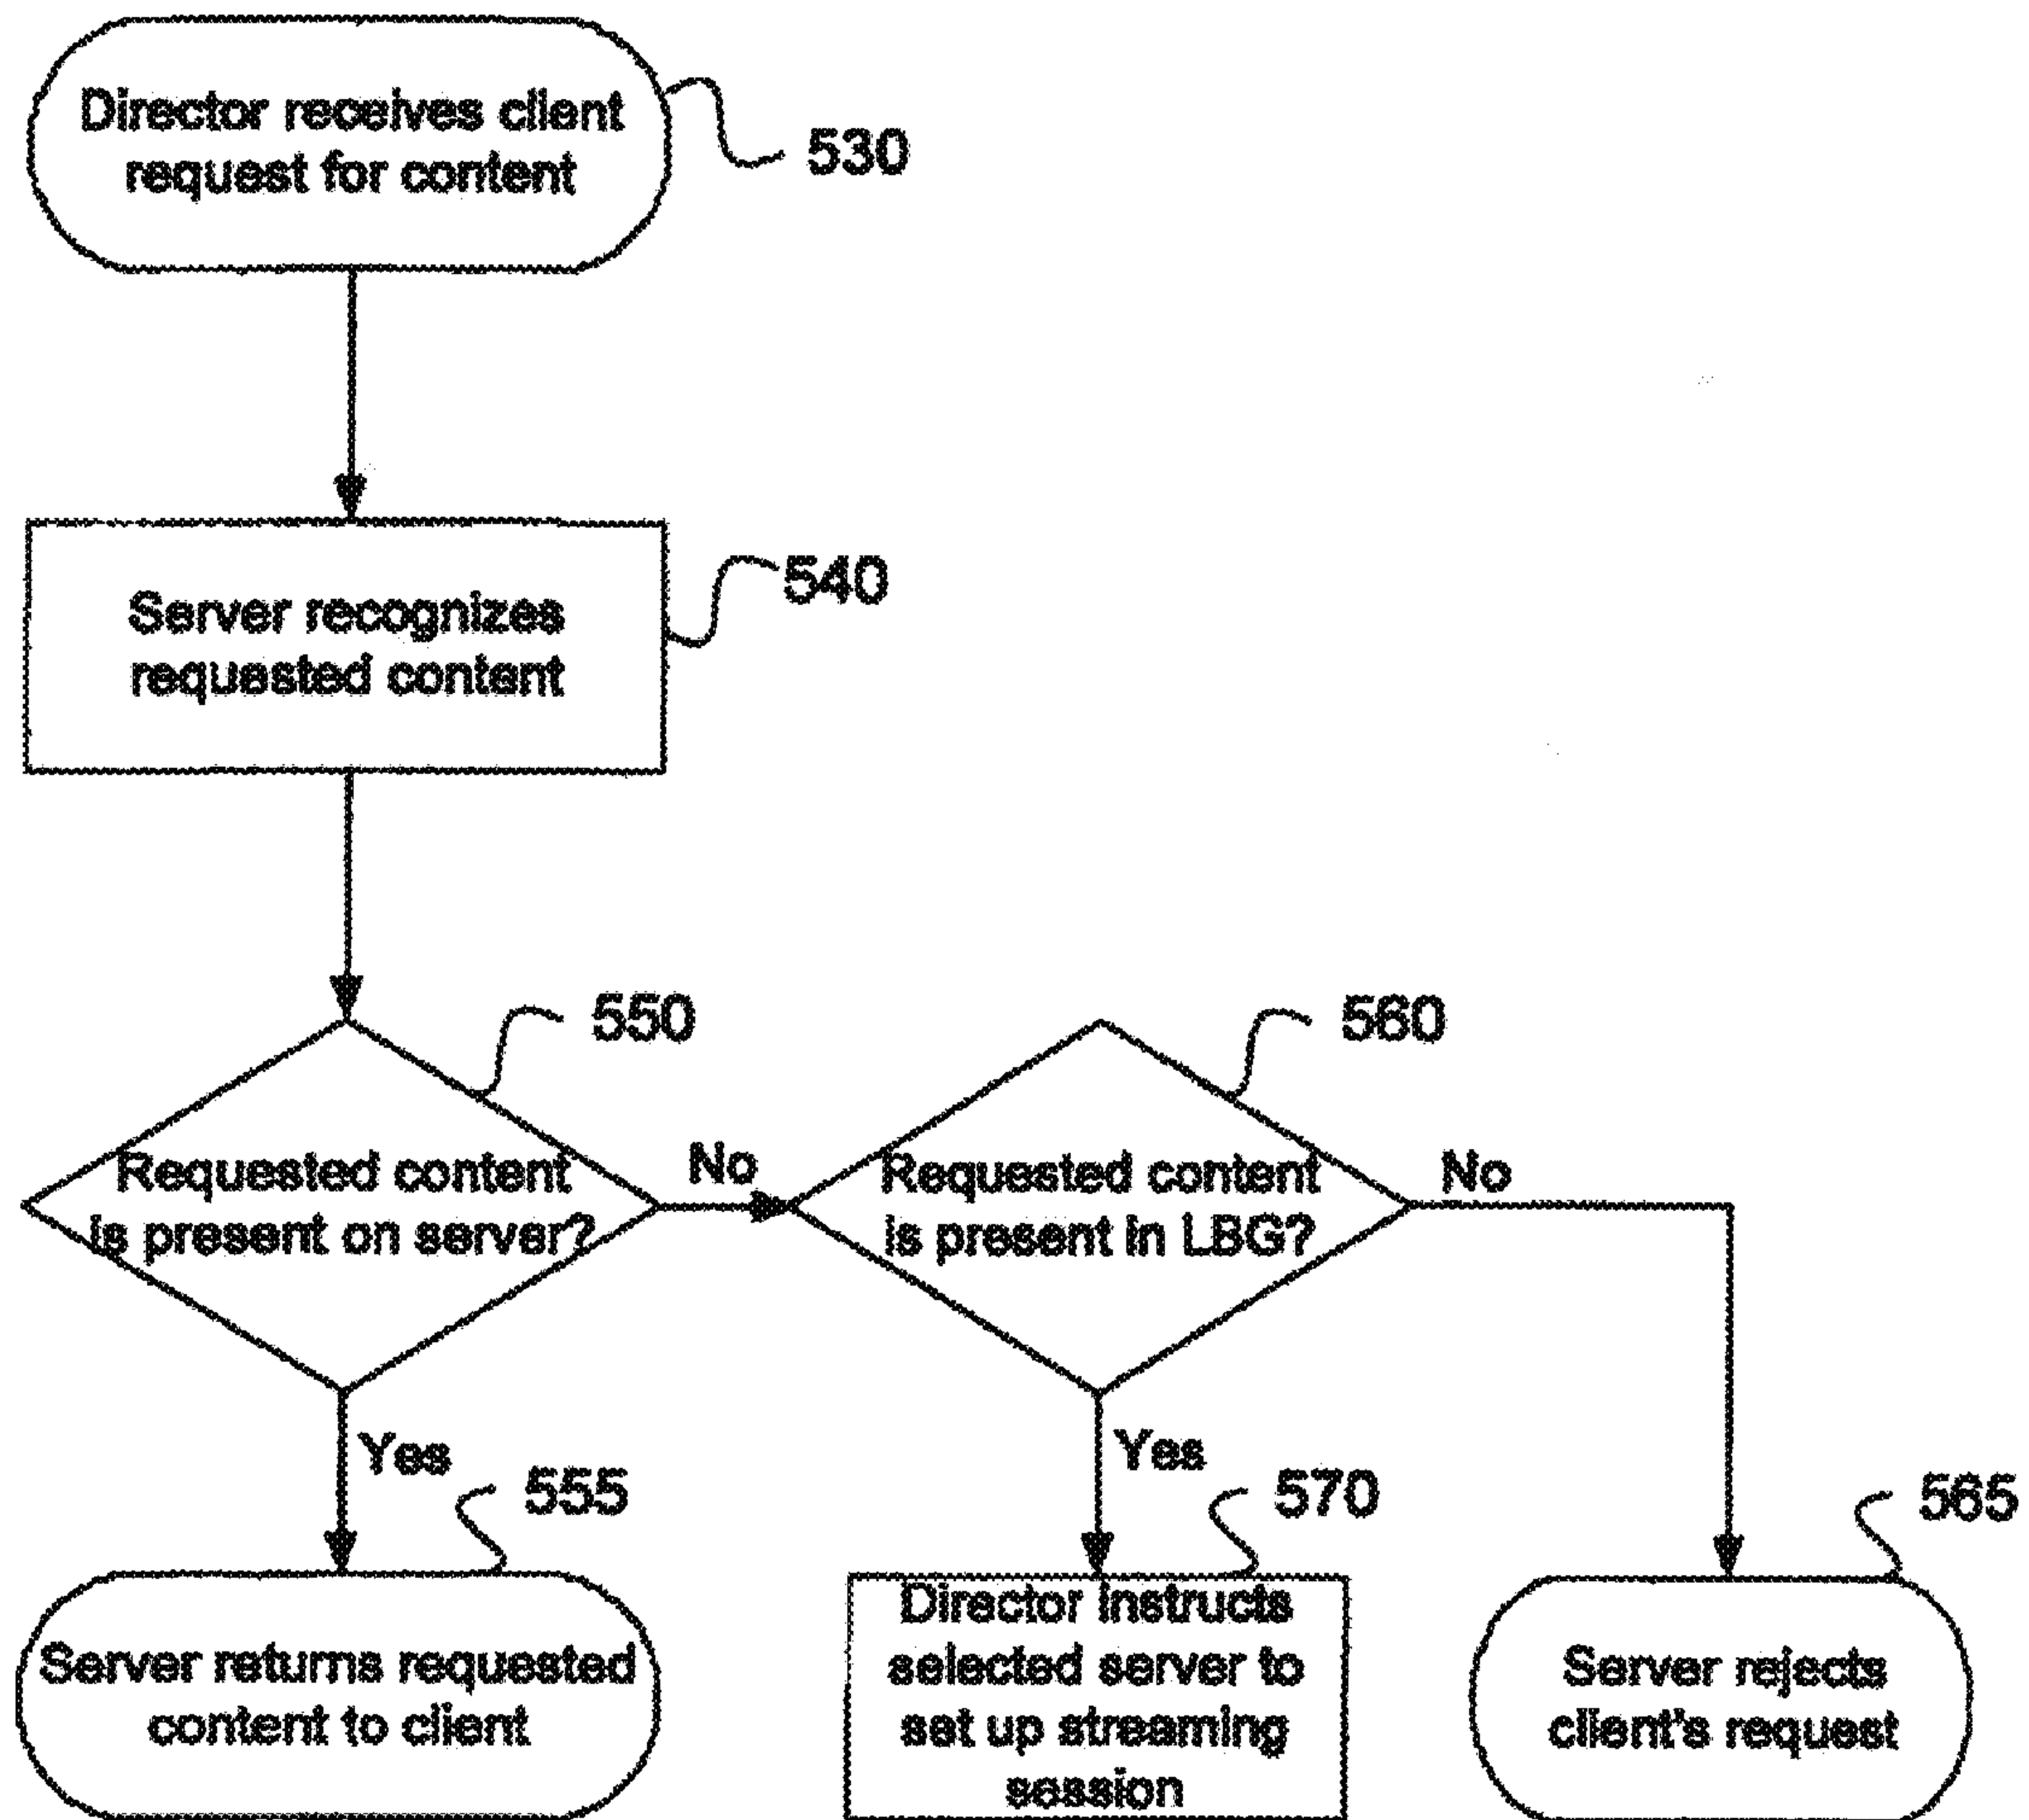 Director receives client
request for content
530
Server recognizes
requested content
540
550
Requested content
is present on server?
No
560
Requested content
is present in LBG?
No
Yes
555
Server returns requested
content to client
Yes
570
Director instructs
selected server to
set up streaming
session
565
Server rejects
client's request